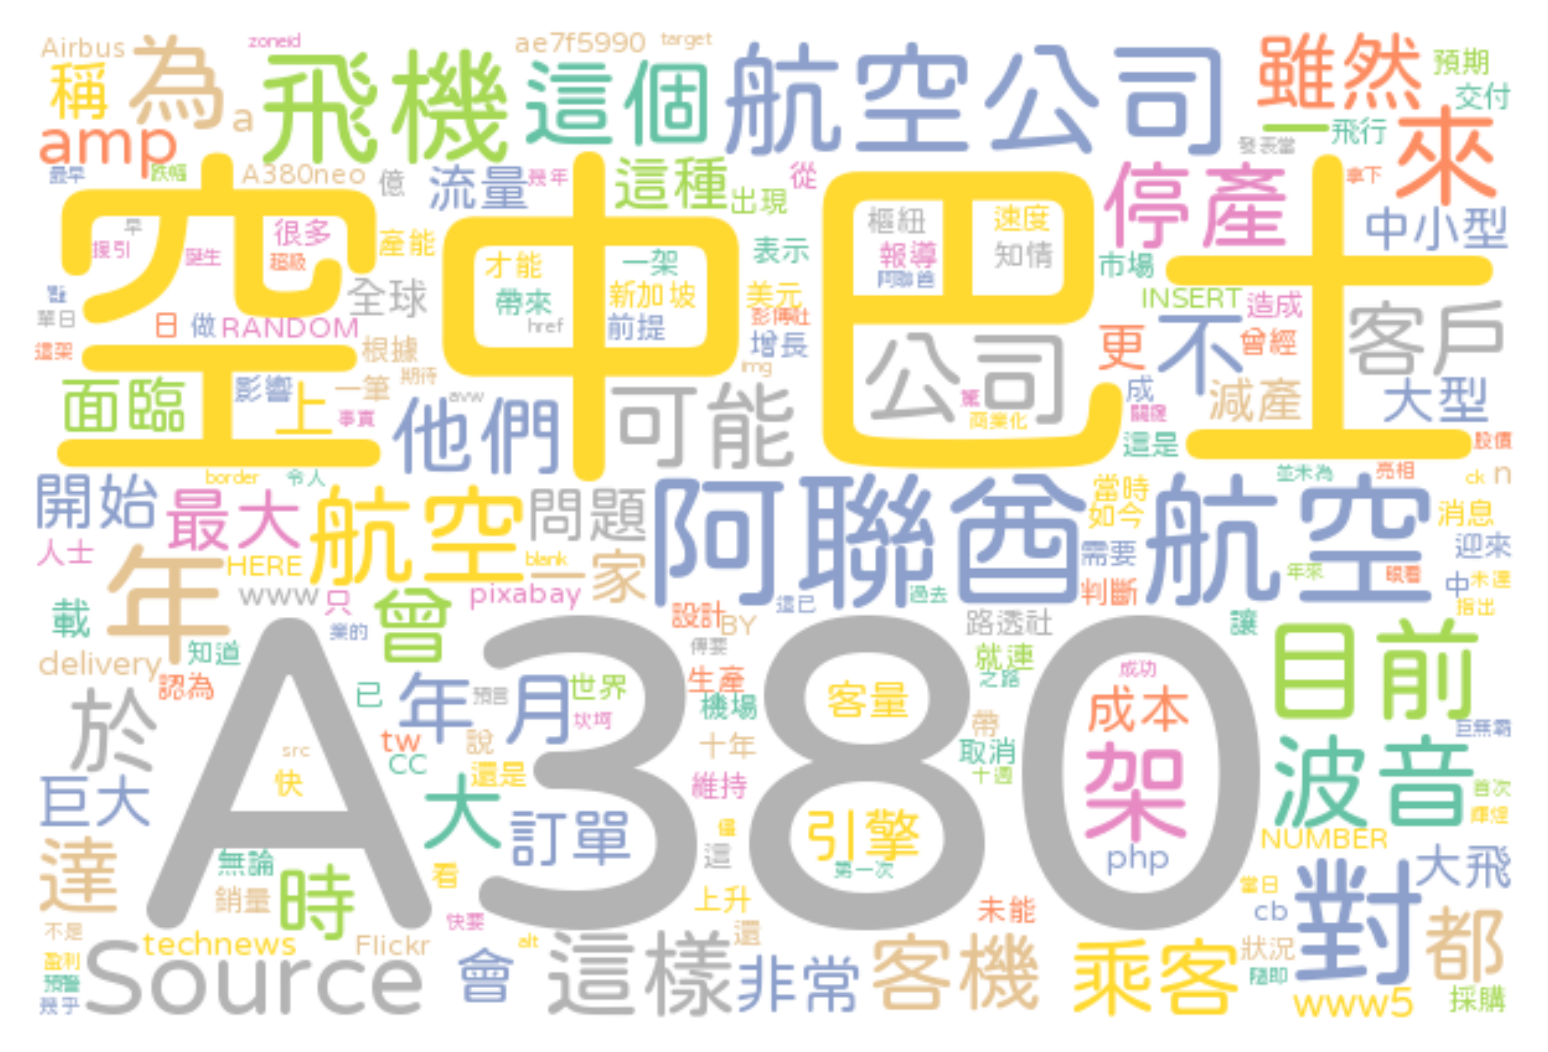 Airbus
zoneid
ae7f5990
target
稱
為
a
飛機
這個
航空公司
雖然
預期
交付
amp
一
飛行
來
發表當
最早
跌幅
A380neo
億
流量
幾年
這種
出現
從
停產
拿下
中小型
空中巴士
早
援引
誕生
很多
超級
產能
才能
一架
表示
樞紐
速度
報導
知情
阿聯酋
市場
帶來
新加坡
美元
INSERT
造成
單日
日
做
RANDOM
全球
href
前提
彭博社
增長
這架
根據
img
公司
更
不
曾經
客戶
面臨
影響
上
一筆
期待
事實
avw
他們
可能
商業化
成
關鍵
減產
大型
這是
股價
border
令人
並未為
亮相
ck
n
開始
最大
航空
問題
阿聯酋航空
當時
如今
消息
人士
年
HERE
blank
一家
需要
迎來
年來
眼看
中
未達
www
只
pixabay
判斷
指出
載
曾
業的
設計
BY
這已
過去
路透社
讓
目前
delivery
知道
認為
傳要
就連
之路
A380
已
年
預言
月
世界
坎坷
生產
機場
客量
成功
成本
帶
巨無霸
於
src
快
tw
CC
說
還是
十年
取消
十週
架
波音
巨大
大
訂單
維持
首次
輝煌
達
無論
銷量
時
看
僅
這
引擎
第一次
php
NUMBER
大飛
上升
當日
cb
不是
technews
Flickr
快要
alt
還
未能
狀況
對
都
盈利
預警
幾乎
Source
會
這樣
非常
客機
乘客
隨即
www5
採購